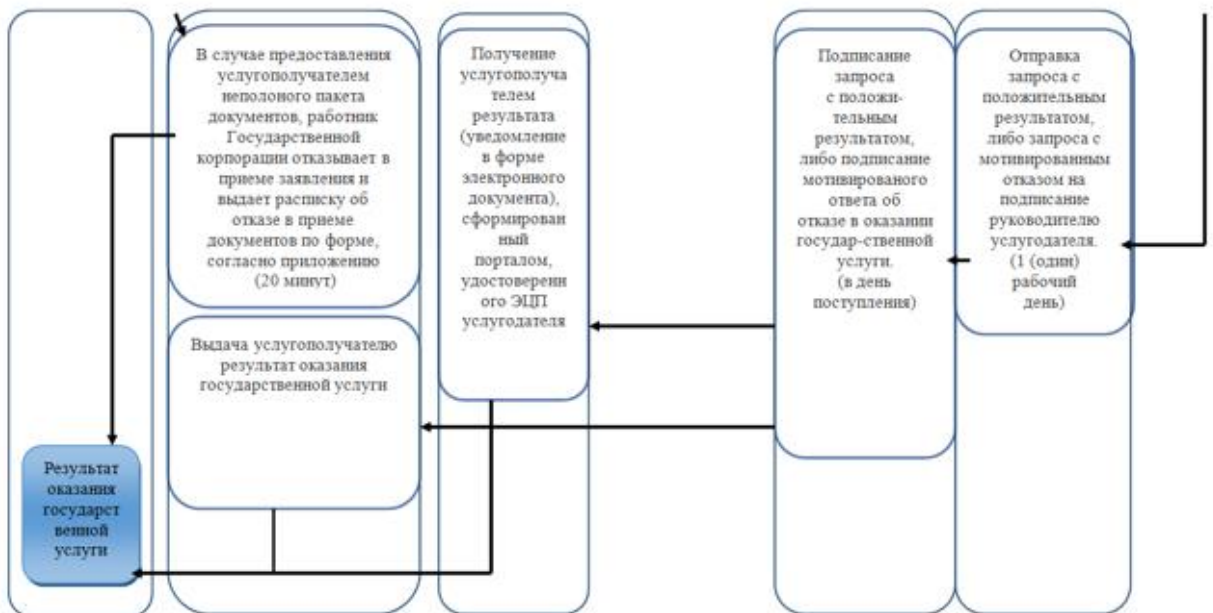 В случае предоставления
услугополучателем
неполоного пакета
документов, работник
Государственной
корпорации отказывает в
приеме заявления и
выдает расписку об
отказе в приеме
документов по форме,
согласно приложению
(20 минут)
Выдача услугополучателю
результат оказания
государственной услуги
Результат
оказания
государст
венной
услуги
Получение
услугополуча
телем
результата
(уведомление
в форме
электронного
документа),
сформирован
ный
порталом,
удостоверенн
ого ЭЦП
услугодателя
Подписание
запроса
с положи-
тельным
результатом,
либо подписание
мотивированого
ответа об
отказе в оказании
государ-ственной
услуги.
(в день
поступления)
Отправка
запроса с
положительным
результатом,
либо запроса с
мотивированным
отказом на
подписание
руководителю
услугодателя.
(1 (один)
рабочий
день)